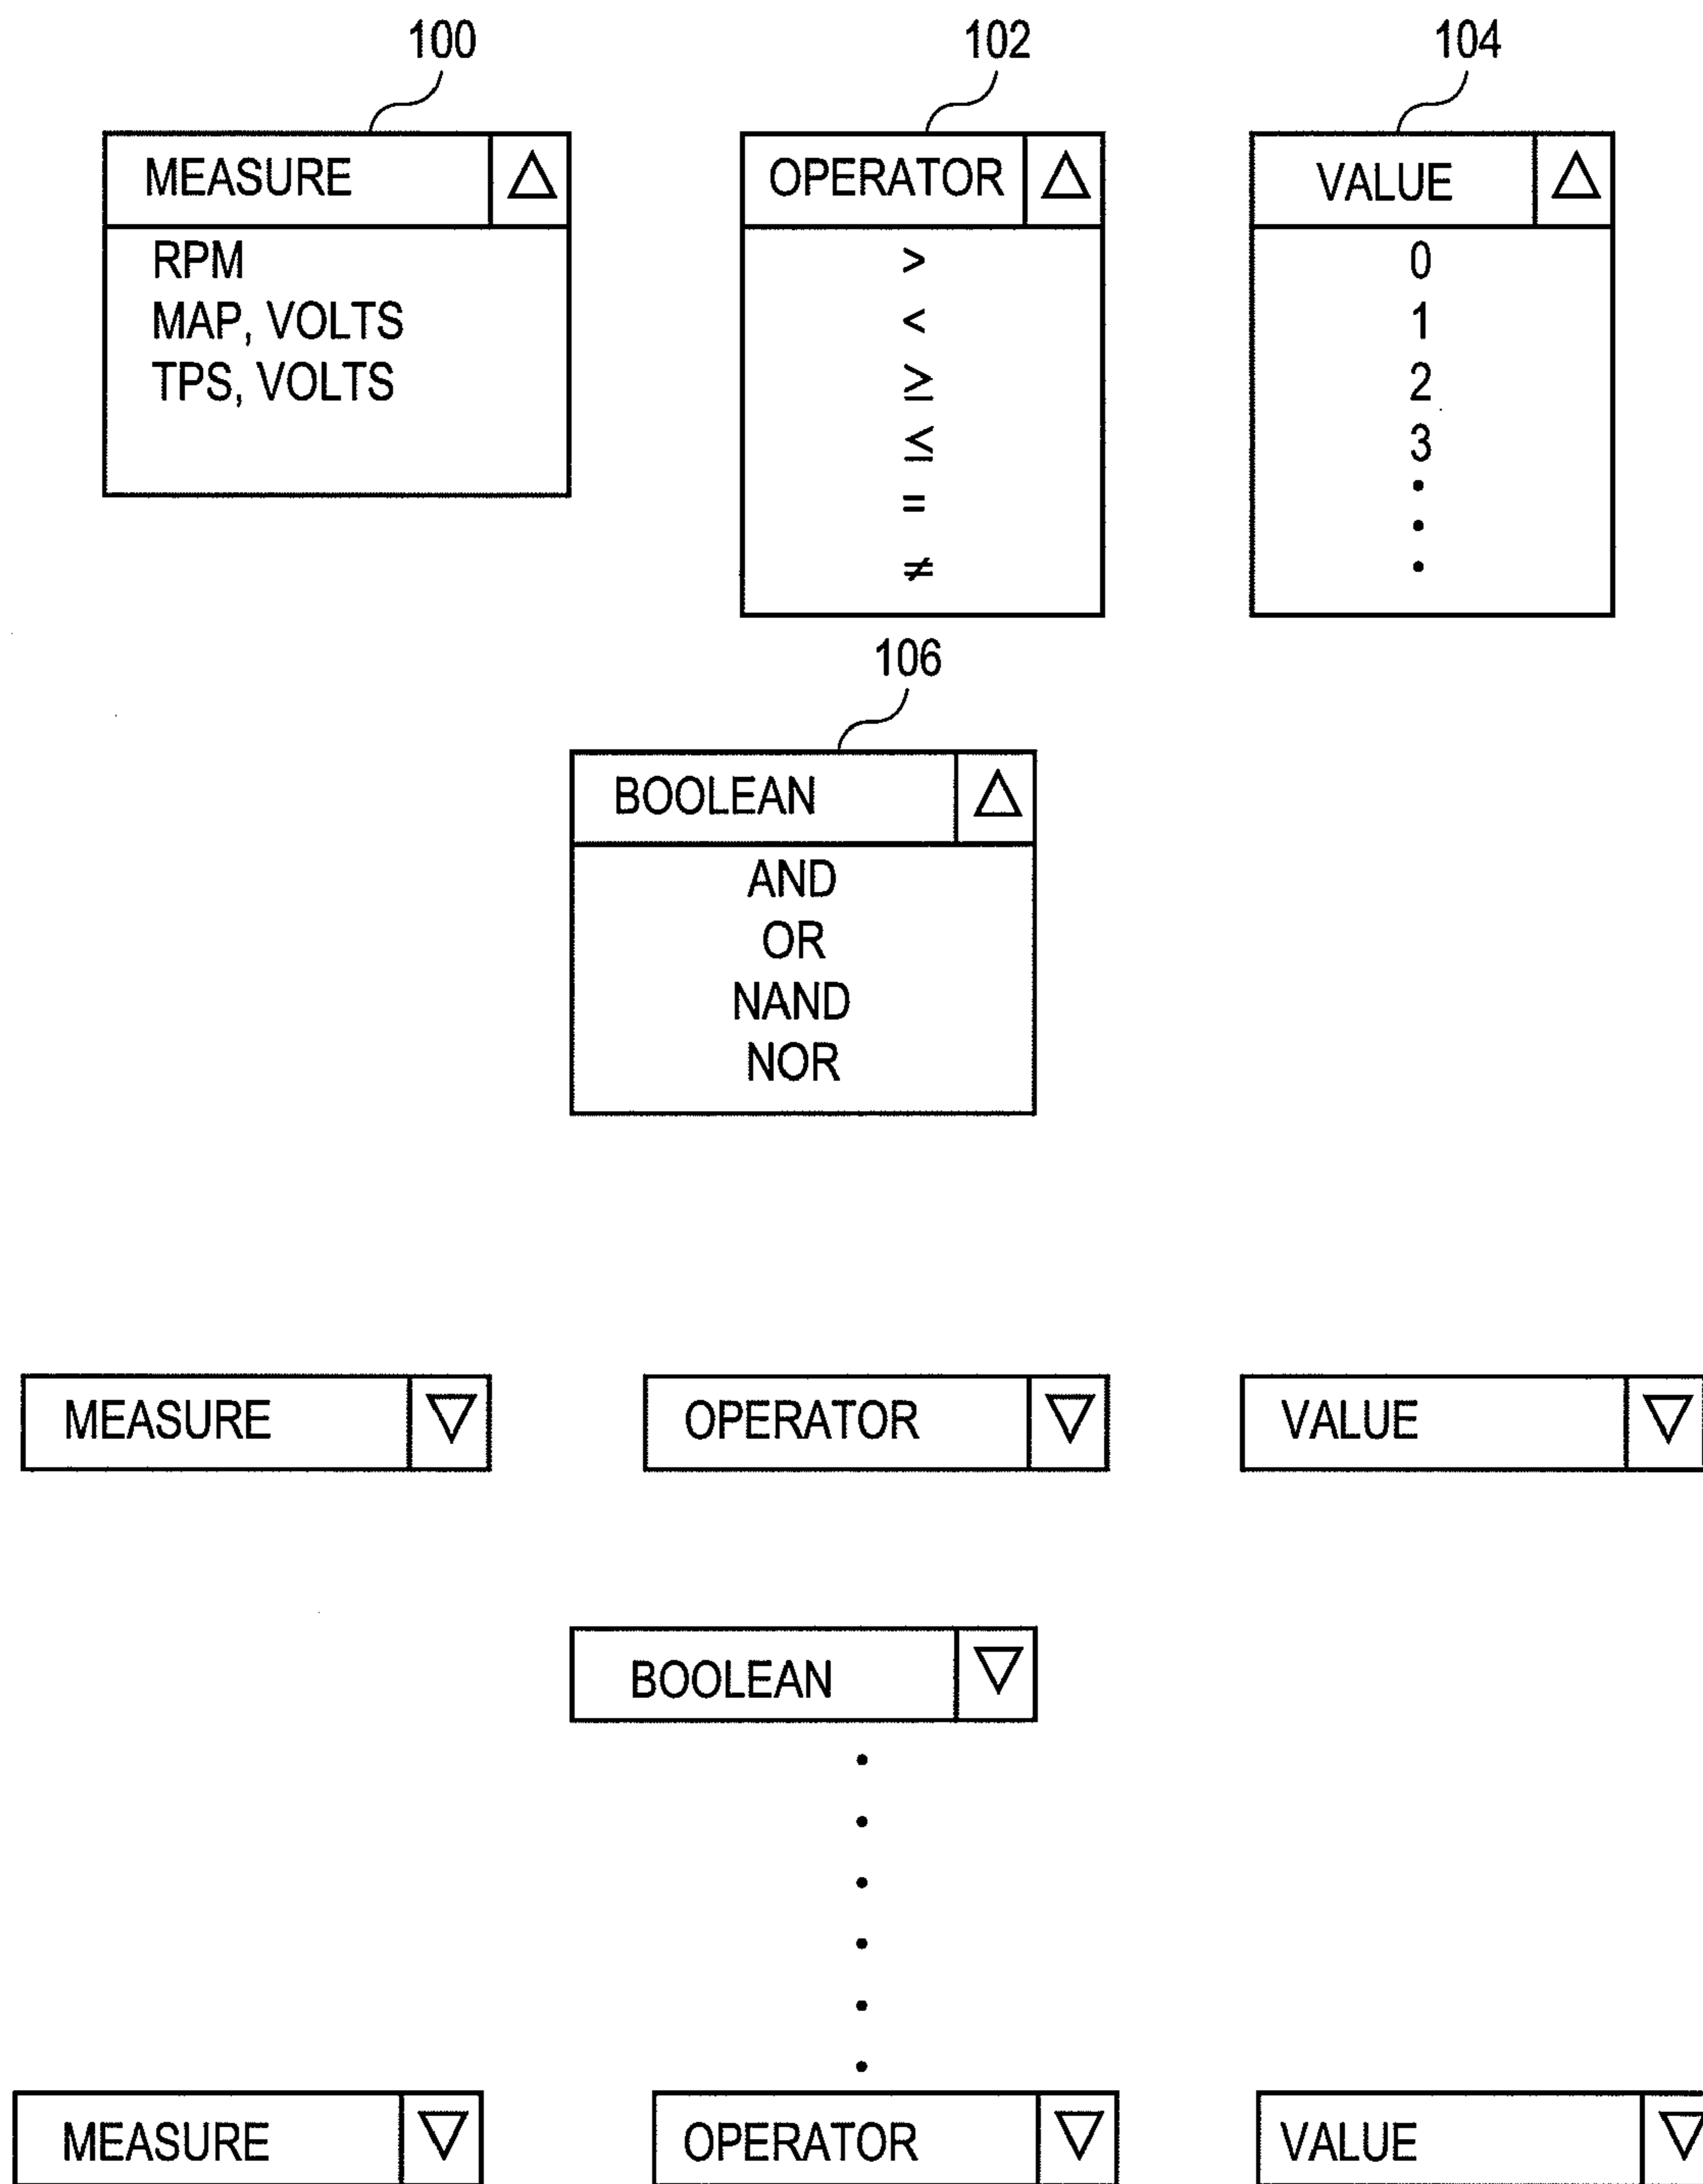 100
102
104
MEASURE
OPERATOR
VALUE
RPM
MAP, VOLTS
TPS, VOLTS
>
<
≥
≤
=
≠
0
1
2
3
106
BOOLEAN
AND
OR
NAND
NOR
MEASURE
OPERATOR
VALUE
BOOLEAN
MEASURE
OPERATOR
VALUE